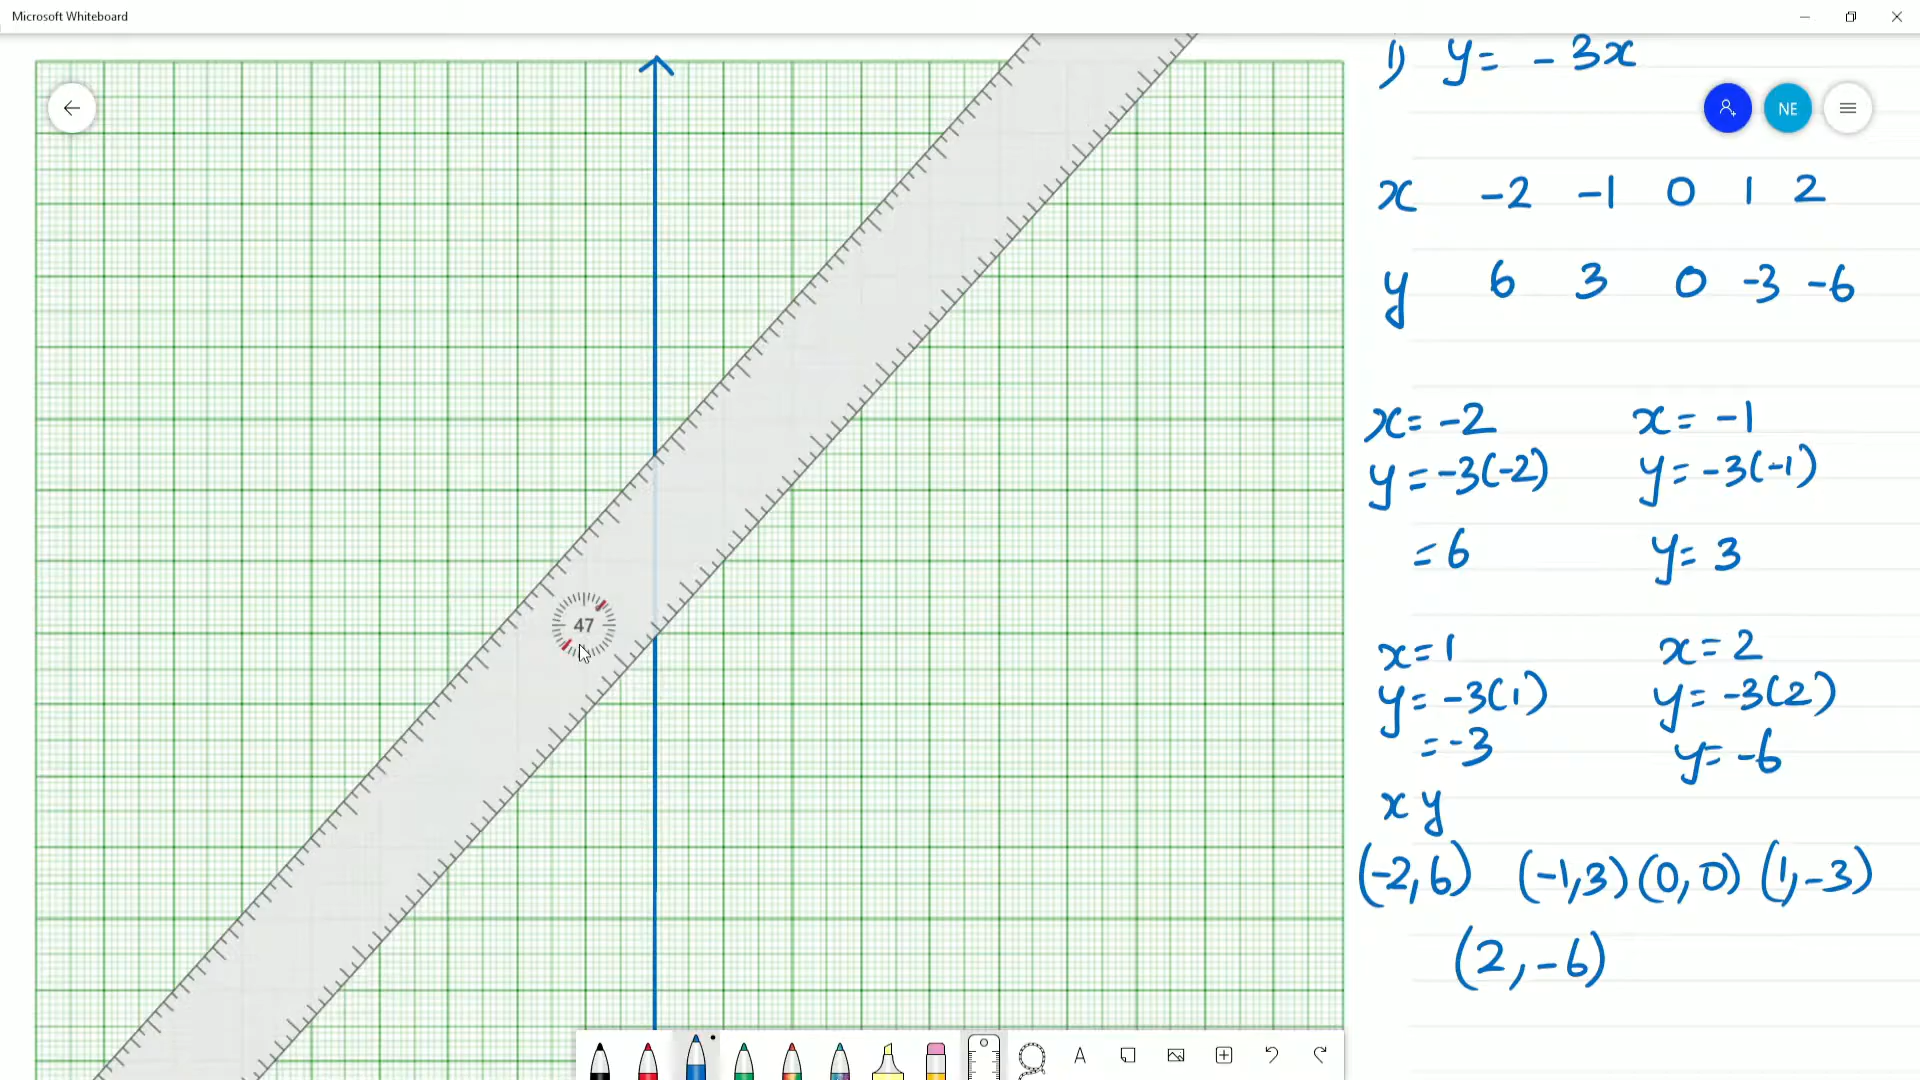 Microsoft Whiteboard
1) y = - 3x
NE
x -2 -1 0 1 2
y 6 3 0 -3 -6
x = -2 x = -1
y = -3(-2) y = -3(-1)
= 6 y = 3
47
x = 1 x = 2
y = -3(1) y = -3(2)
= -3 y = -6
x y
(-2,6) (-1,3) (0,0) (1,-3)
(2,-6)
A